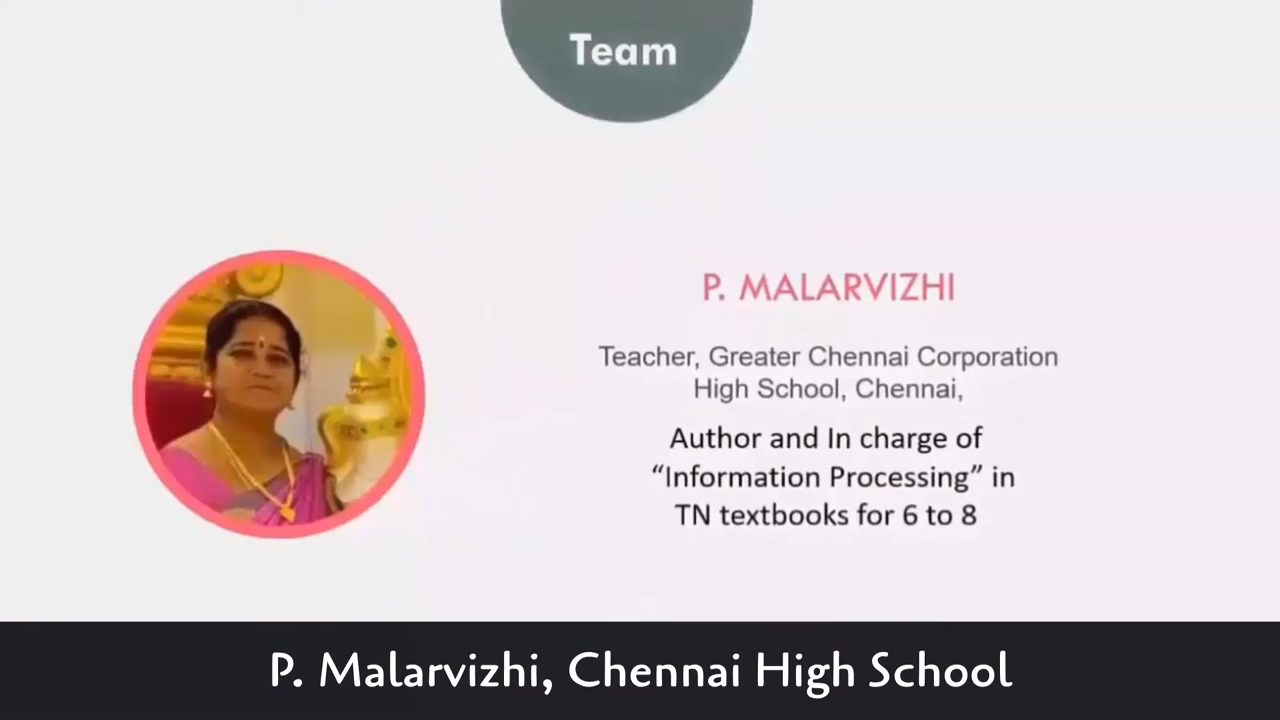 Team
P. MALARVIZHI
Teacher, Greater Chennai Corporation
High School, Chennai,
Author and In charge of
“Information Processing” in
TN textbooks for 6 to 8
P. Malarvizhi, Chennai High School